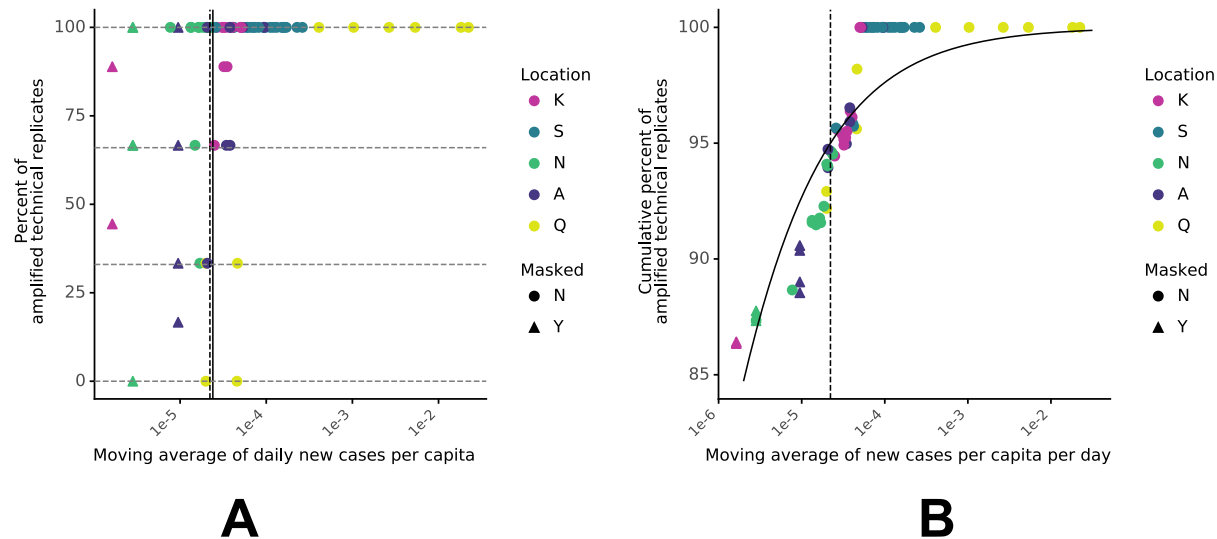 Percent of
amplified technical replicates
100
75
50
25
0
1e-5
1e-4
1e-3
1e-2
Moving average of daily new cases per capita
Location
K
S
N
A
Q
Masked
N
Y
A
Cumulative percent of
amplified technical replicates
100
95
90
85
1e-6
1e-5
1e-4
1e-3
1e-2
Moving average of new cases per capita per day
Location
K
S
N
A
Q
Masked
N
Y
B